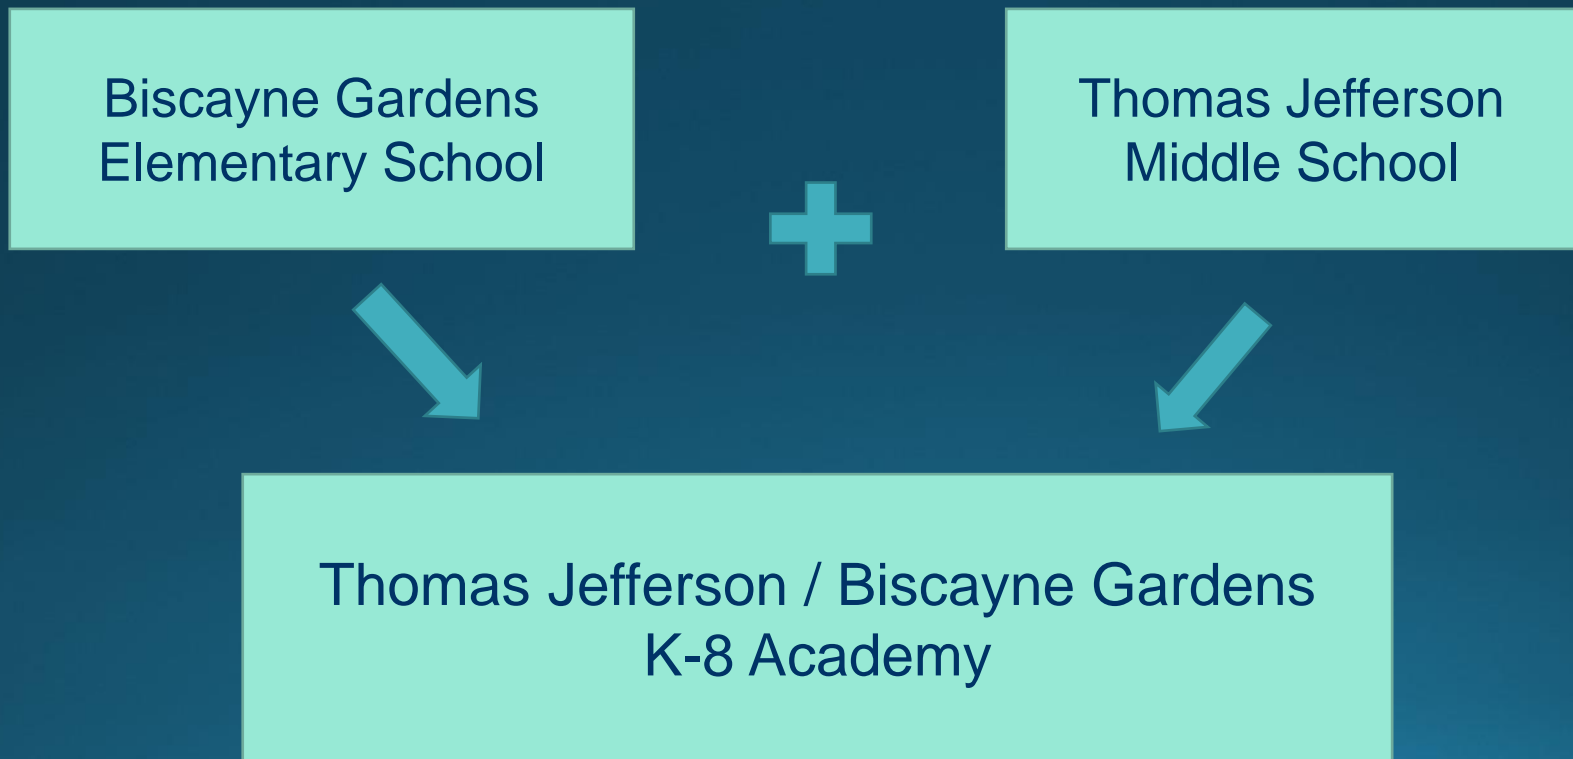 Biscayne Gardens
Elementary School
Thomas Jefferson
Middle School
Thomas Jefferson / Biscayne Gardens
K-8 Academy